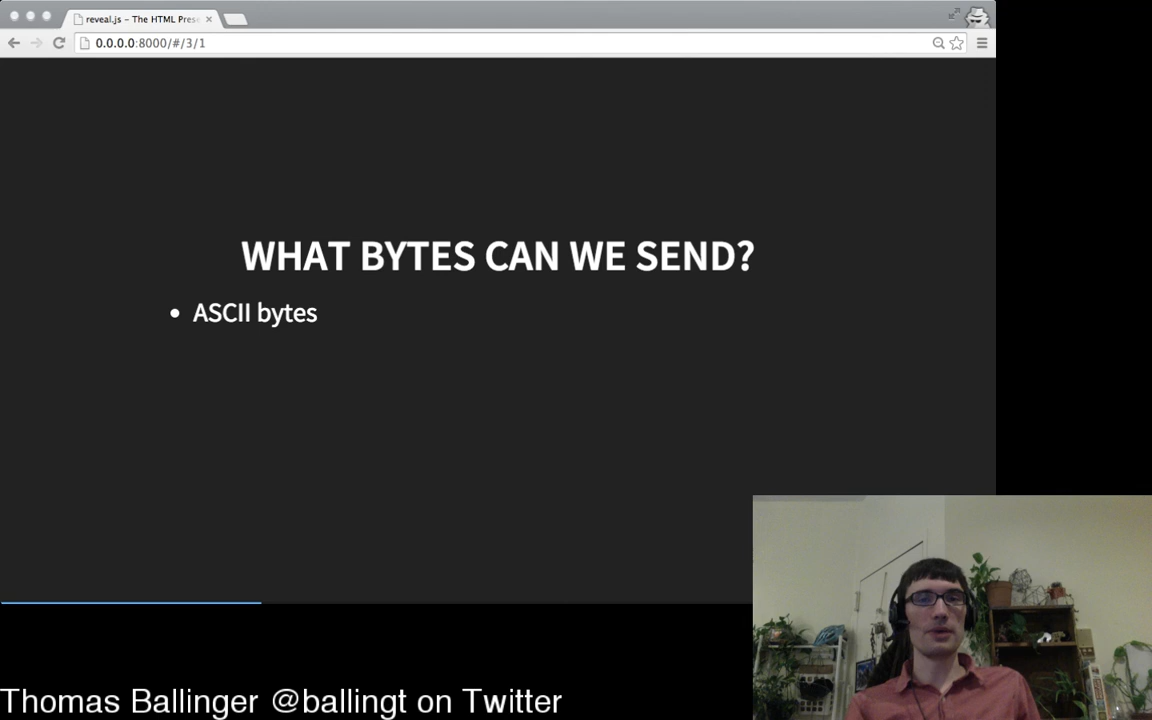 reveal.js – The HTML Pres
0.0.0.0:8000/#/3/1
WHAT BYTES CAN WE SEND?
• ASCII bytes
Thomas Ballinger @ballingt on Twitter